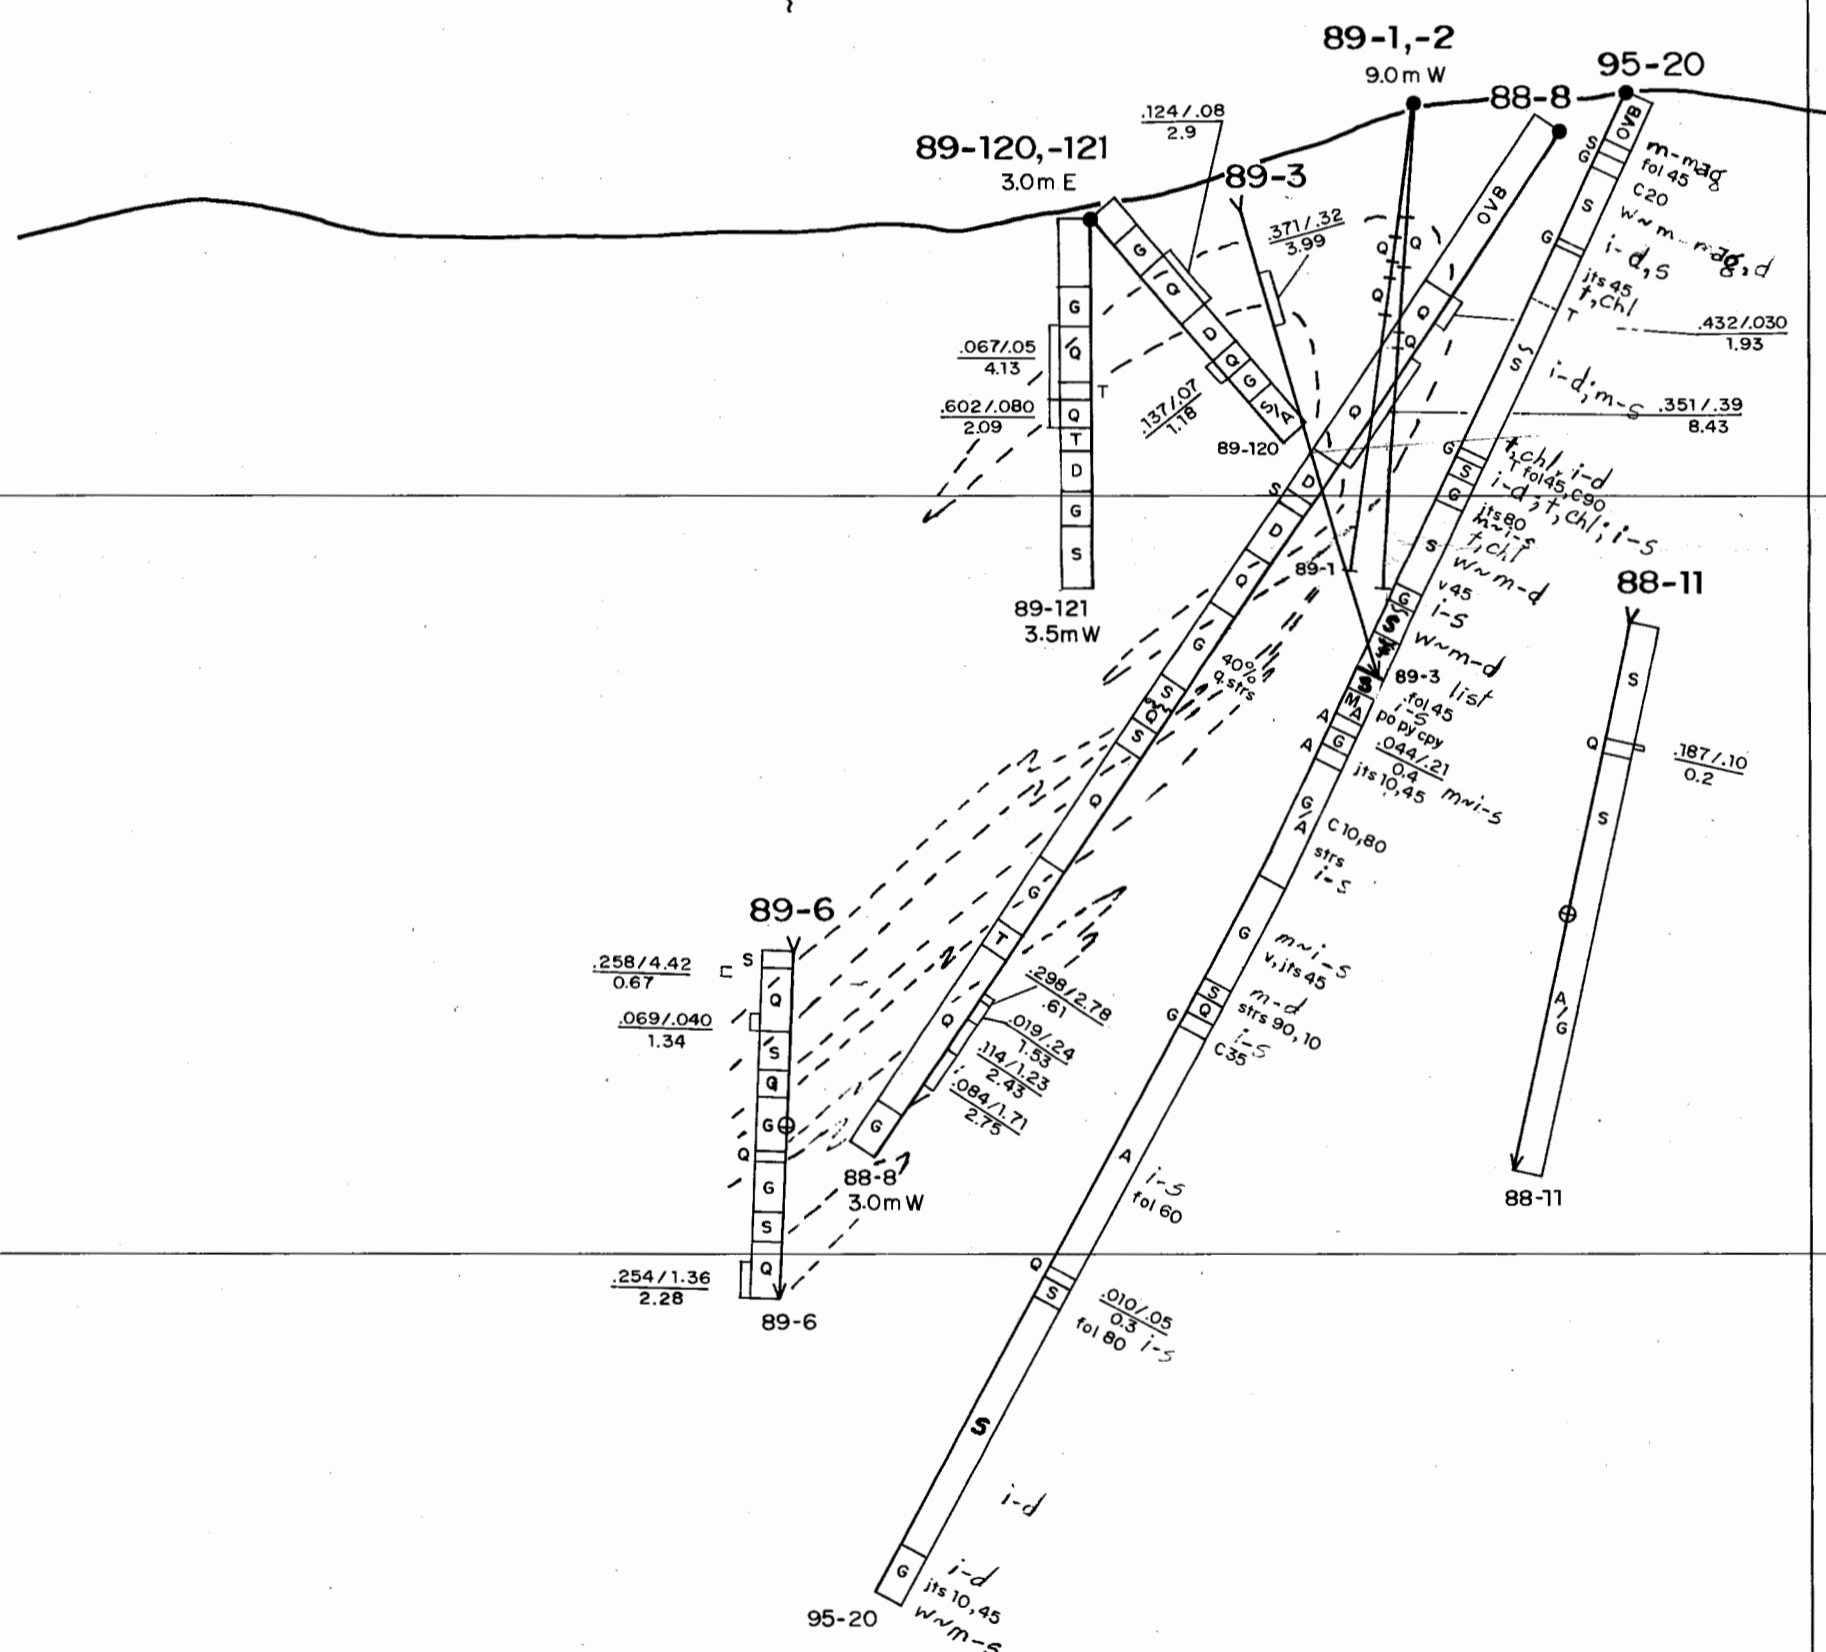 89-1,-2
9.0m W
95-20
88-8
OVB
.124/.08
2.9
89-120,-121
3.0m E
89-3
.371/.32
3.99
OVB
S
G
m-mag
fol 45
C20
S
w~m-mag,d
G
i-d,s
jts 45
t,chl
T
.432/.030
1.93
G
Q
D
Q
G
S/A
89-120
.137/.07
1.18
G
Q
T
Q
T
D
G
S
.067/.05
4.13
.602/.080
2.09
89-121
3.5m W
Q
Q
Q
Q
Q
Q
S
i-d;m-s
.351/.39
8.43
G
S
G
t,chl, i-d
T fol 45, C90
i-d; t, chl; i-s
jts 80
m~i-s
t,chl
S
w~m-d
v 45
G
i-s
S
w~m-d
89-1
S
D
D
Q
G
S
Q
S
40%
q.strs
Q
G
T
Q
G
88-8
3.0m W
S
89-3
list
fol 45
i-s
M
A
A
po py cpy
A
G
.044/.21
0.4
jts 10,45
m~i-s
G/A
C 10,80
strs
i-s
88-11
S
Q
.187/.10
0.2
S
A/G
88-11
G
m~i-s
v, jts 45
S
Q
G
m-d
strs 90,10
i-s
C35
.298/2.78
.61
.019/.24
1.53
.114/1.23
2.43
.084/1.71
2.75
89-6
.258/4.42
0.67
S
Q
.069/.040
1.34
S
Q
G
Q
G
S
Q
.254/1.36
2.28
89-6
A
i-s
fol 60
Q
S
.010/.05
0.3
fol 80 i-s
S
i-d
G
i-d
jts 10,45
w~m-s
95-20